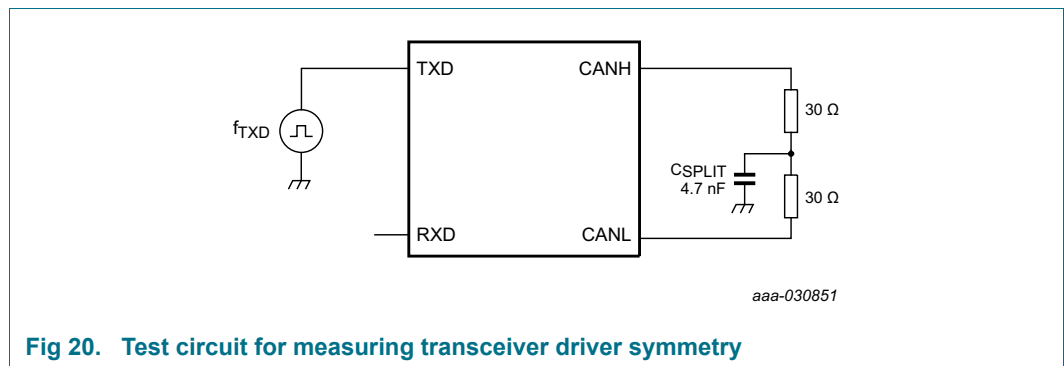 TXD
CANH
30 Ω
fTXD
CSPLIT
4.7 nF
30 Ω
RXD
CANL
aaa-030851
Fig 20. Test circuit for measuring transceiver driver symmetry